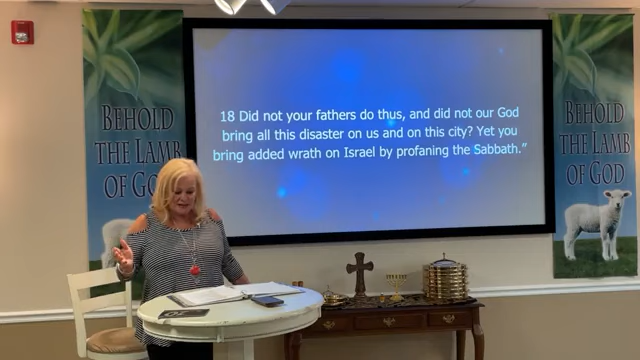 18 Did not your fathers do thus, and did not our God
bring all this disaster on us and on this city? Yet you
bring added wrath on Israel by profaning the Sabbath.”
BEHOLD
THE LAMB
OF GO
BEHOLD
THE LAMB
OF GOD